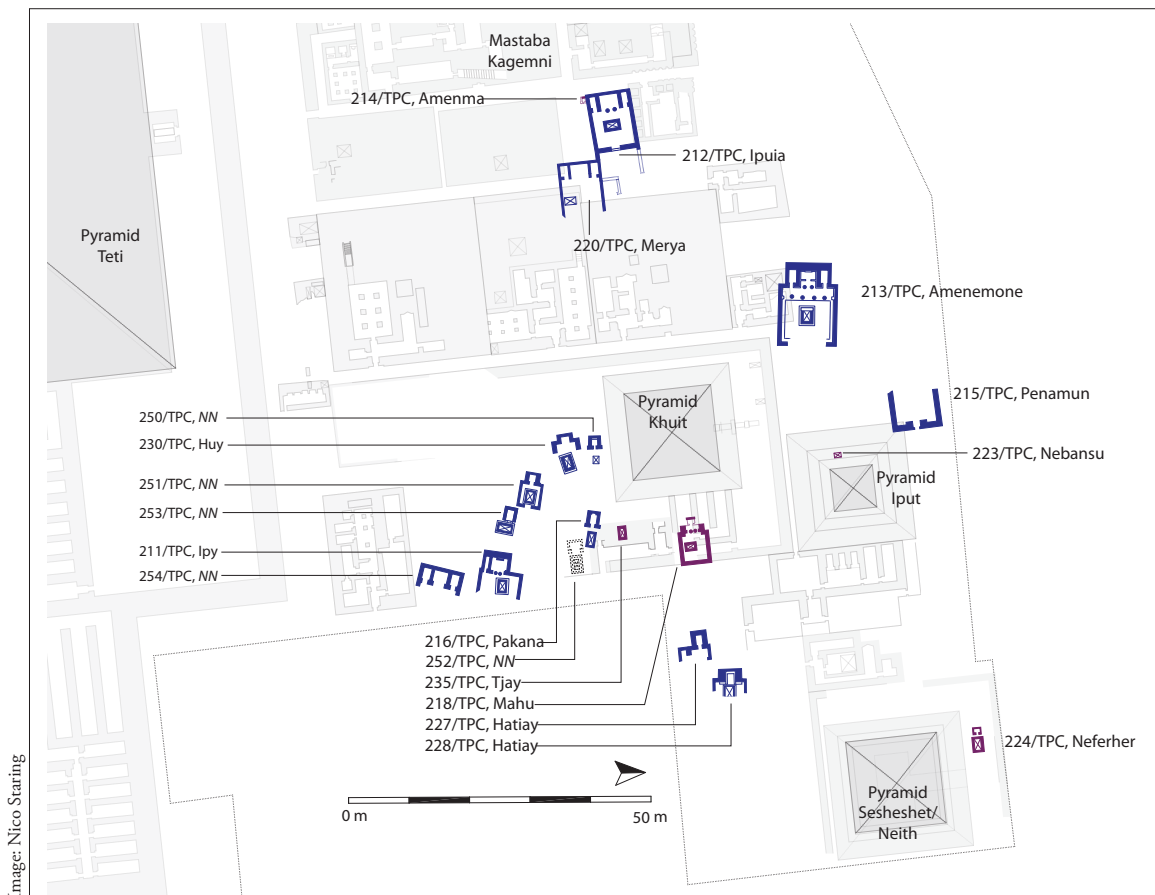 Mastaba
Kagemni
214/TPC, Amenma
212/TPC, Ipuia
Pyramid
Teti
220/TPC, Merya
213/TPC, Amenemone
215/TPC, Penamun
Pyramid
Khuit
250/TPC, NN
230/TPC, Huy
223/TPC, Nebansu
251/TPC, NN
Pyramid
Iput
253/TPC, NN
211/TPC, Ipy
254/TPC, NN
216/TPC, Pakana
252/TPC, NN
235/TPC, Tjay
218/TPC, Mahu
227/TPC, Hatiay
228/TPC, Hatiay
224/TPC, Neferher
Pyramid
Sesheshet/
Neith
0 m
50 m
Image: Nico Staring